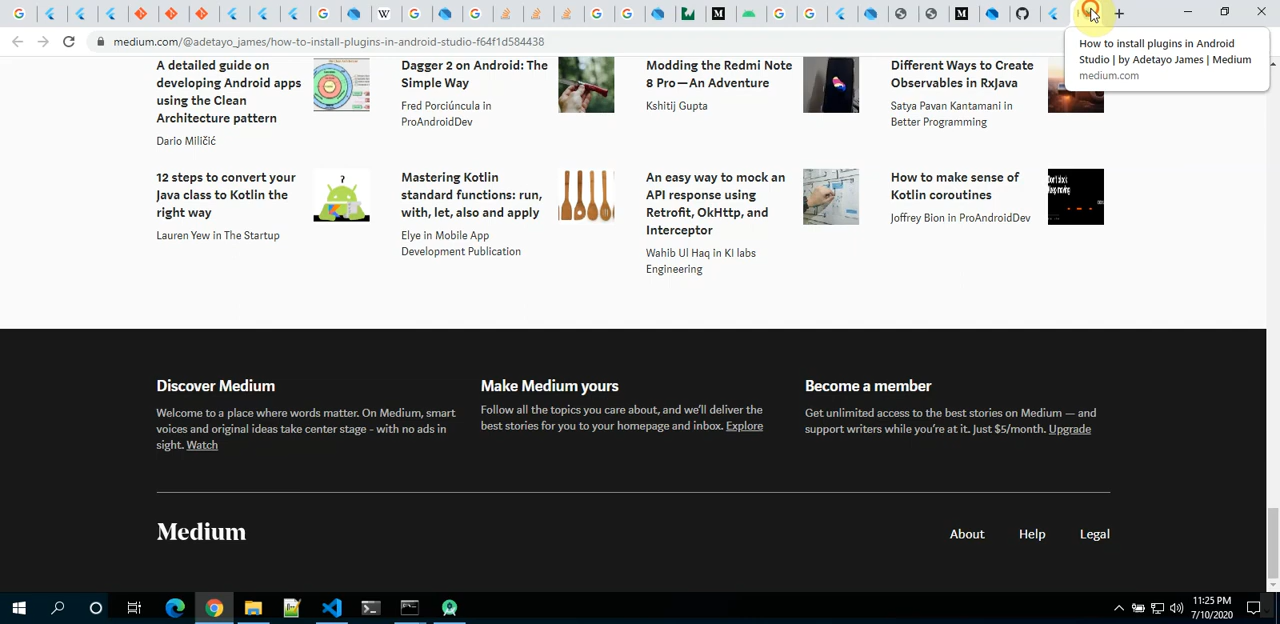 medium.com/@adetayo_james/how-to-install-plugins-in-android-studio-f64f1d584438
How to install plugins in Android
Studio | by Adetayo James | Medium
medium.com
A detailed guide on
developing Android apps
using the Clean
Architecture pattern
Dario Miličić
Dagger 2 on Android: The
Simple Way
Fred Porciúncula in
ProAndroidDev
Modding the Redmi Note
8 Pro — An Adventure
Kshitij Gupta
Different Ways to Create
Observables in RxJava
Satya Pavan Kantamani in
Better Programming
12 steps to convert your
Java class to Kotlin the
right way
Lauren Yew in The Startup
Mastering Kotlin
standard functions: run,
with, let, also and apply
Elye in Mobile App
Development Publication
An easy way to mock an
API response using
Retrofit, OkHttp, and
Interceptor
Wahib Ul Haq in KI labs
Engineering
How to make sense of
Kotlin coroutines
Joffrey Bion in ProAndroidDev
Don't block
Keep moving
Discover Medium
Welcome to a place where words matter. On Medium, smart
voices and original ideas take center stage - with no ads in
sight. Watch
Make Medium yours
Follow all the topics you care about, and we'll deliver the
best stories for you to your homepage and inbox. Explore
Become a member
Get unlimited access to the best stories on Medium — and
support writers while you're at it. Just $5/month. Upgrade
Medium
About
Help
Legal
11:25 PM
7/10/2020